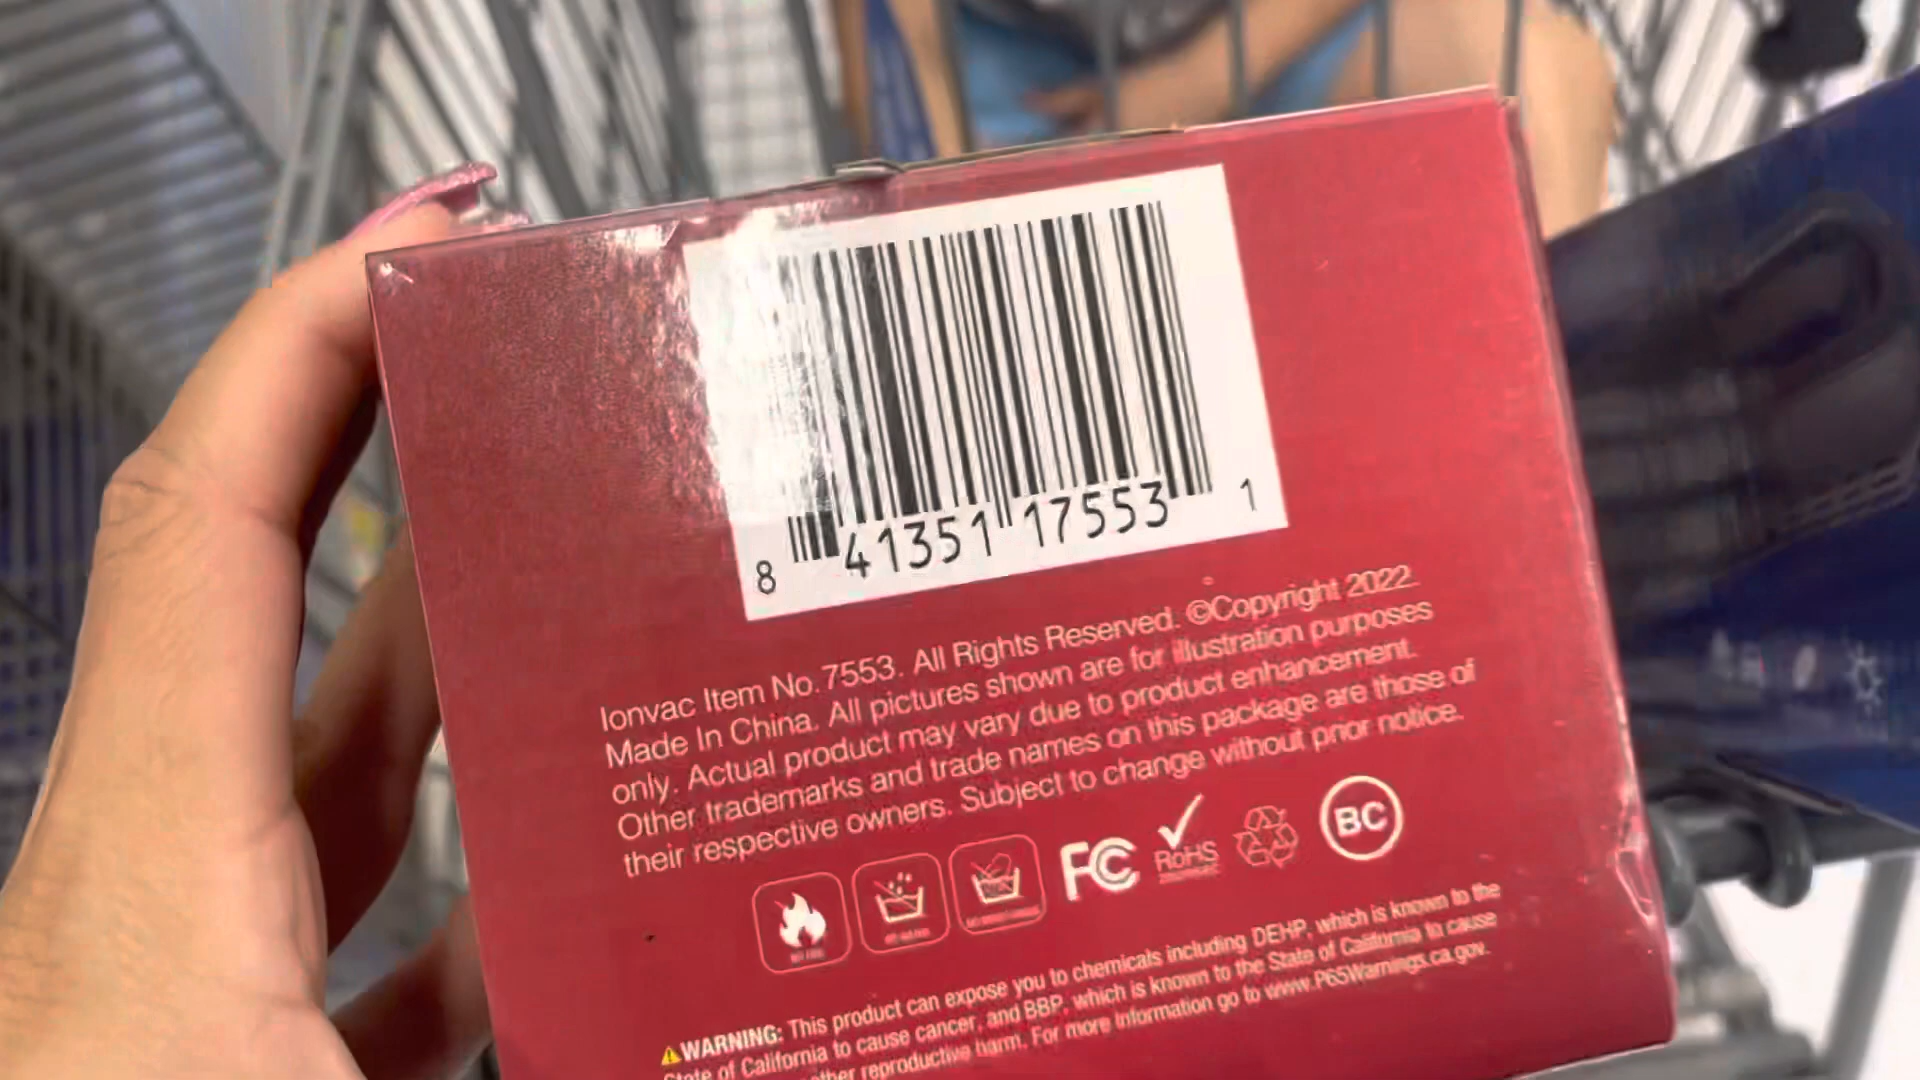 8 41351 17553 1
Ionvac Item No. 7553. All Rights Reserved. ©Copyright 2022
Made In China. All pictures shown are for illustration purposes
only. Actual product may vary due to product enhancement.
Other trademarks and trade names on this package are those of
their respective owners. Subject to change without prior notice.
FC RoHS BC
⚠WARNING: This product can expose you to chemicals including DEHP, which is known to the
State of California to cause cancer, and BBP, which is known to the State of California to cause
other reproductive harm. For more information go to www.P65Warnings.ca.gov.